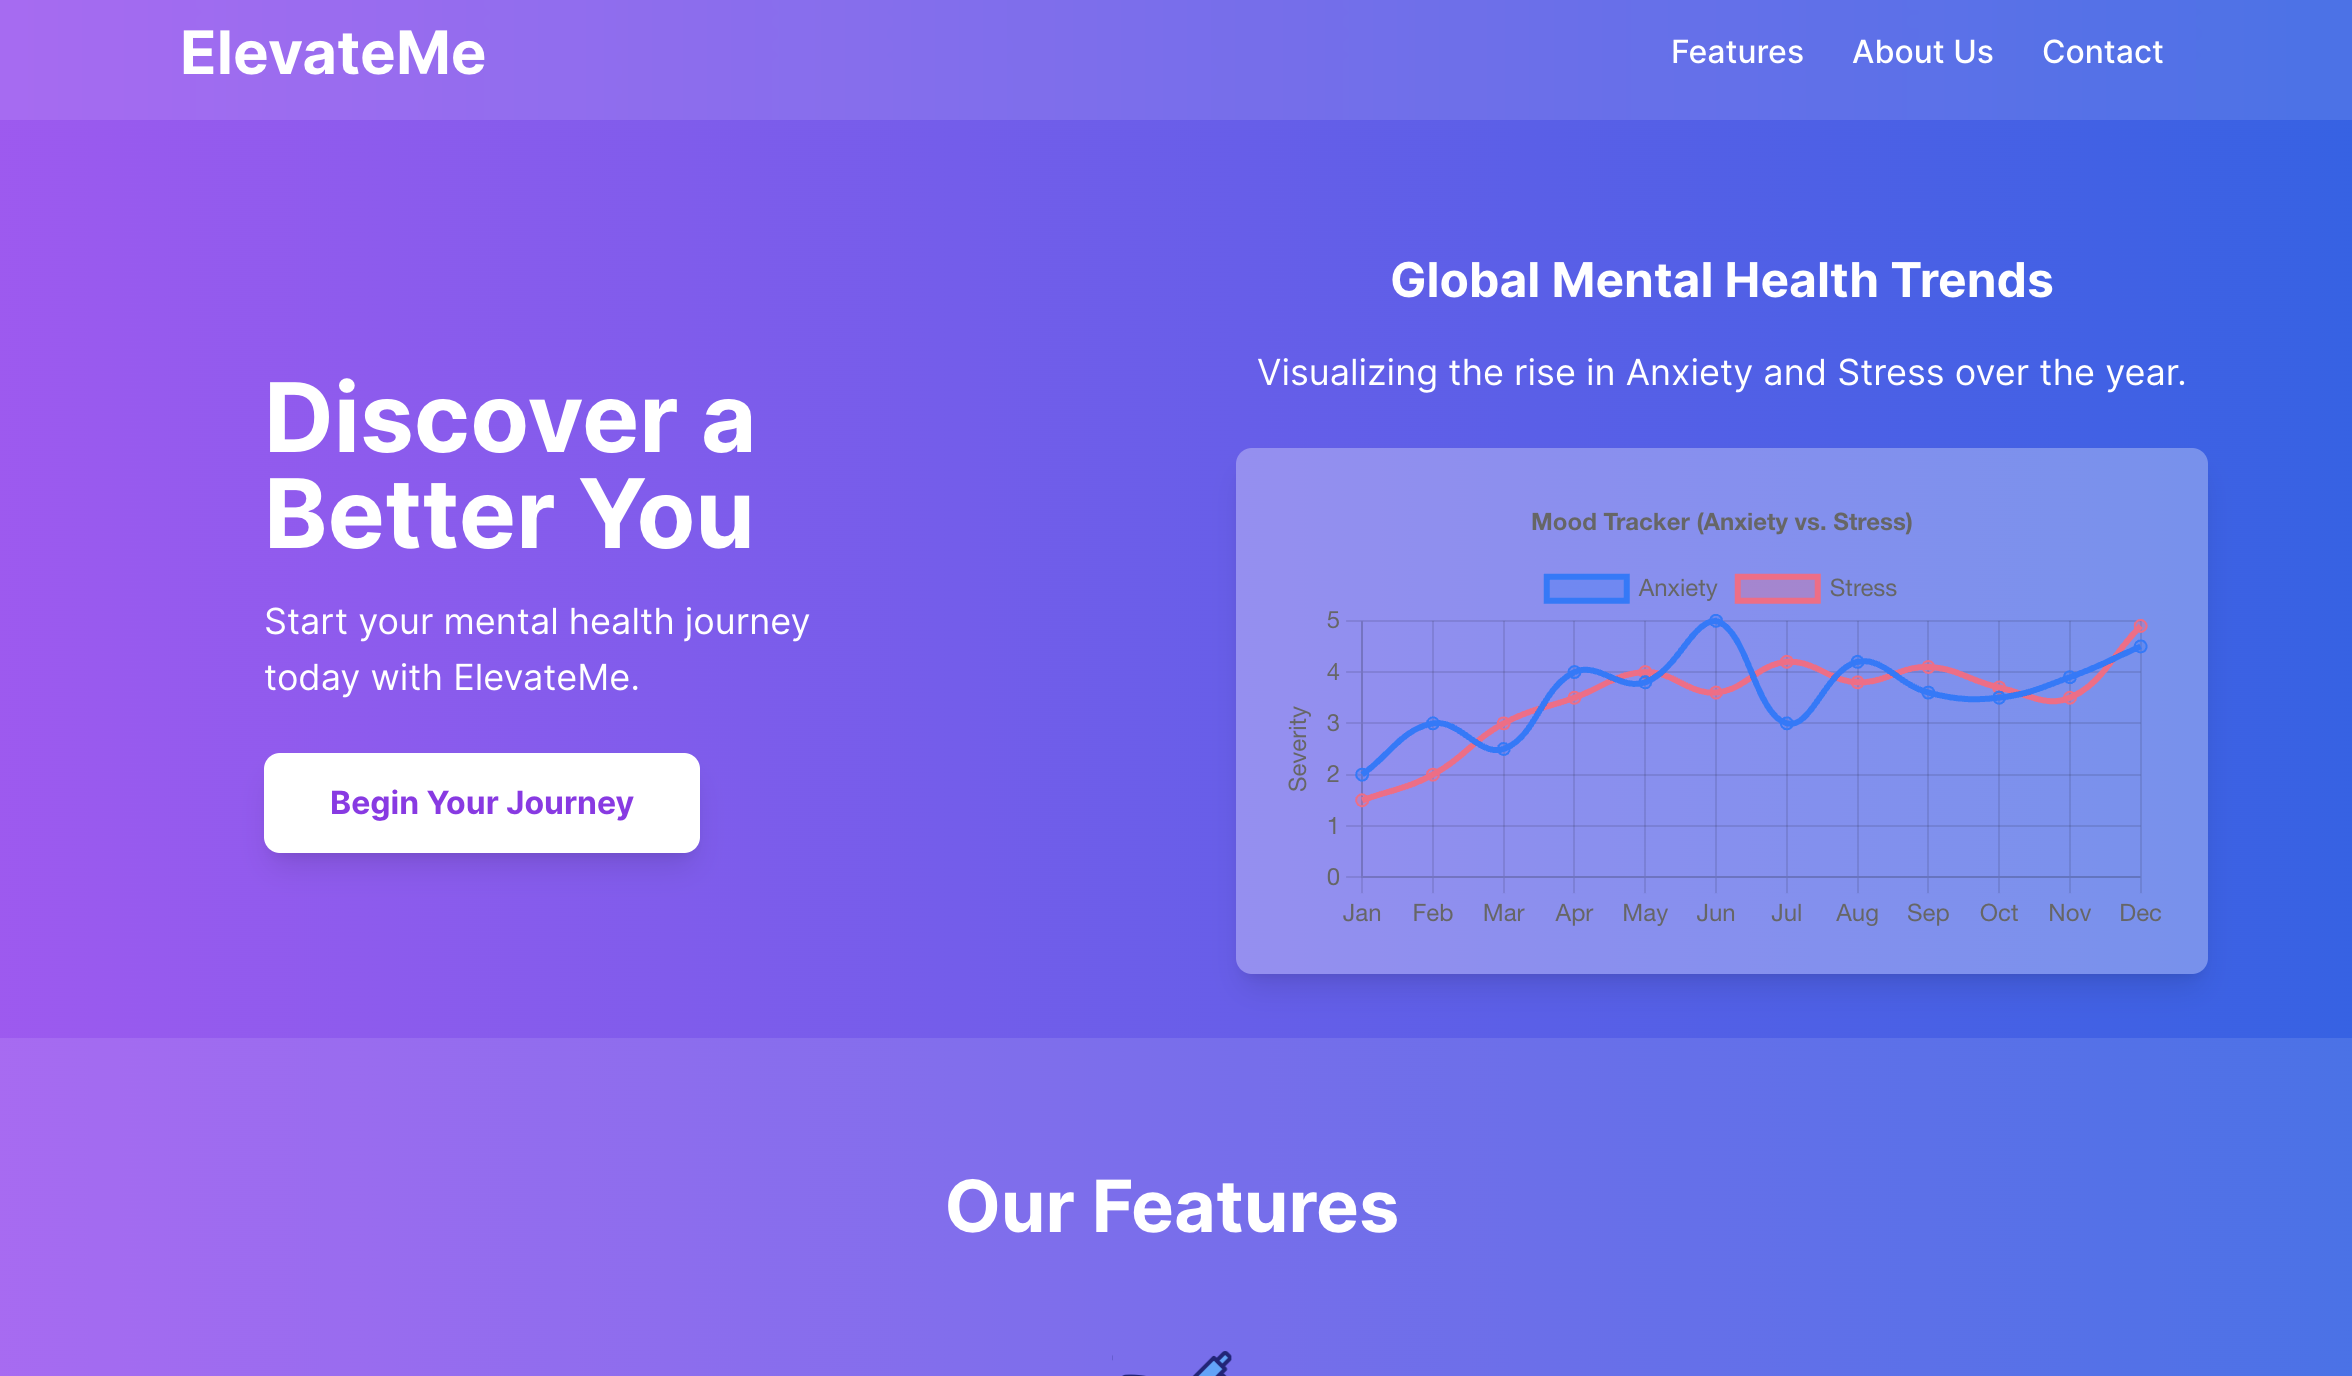 ElevateMe
Features About Us Contact
Discover a
Better You
Start your mental health journey
today with ElevateMe.
Begin Your Journey
Global Mental Health Trends
Visualizing the rise in Anxiety and Stress over the year.
Mood Tracker (Anxiety vs. Stress)
Anxiety Stress
Severity
5
4
3
2
1
0
Jan Feb Mar Apr May Jun Jul Aug Sep Oct Nov Dec
Our Features